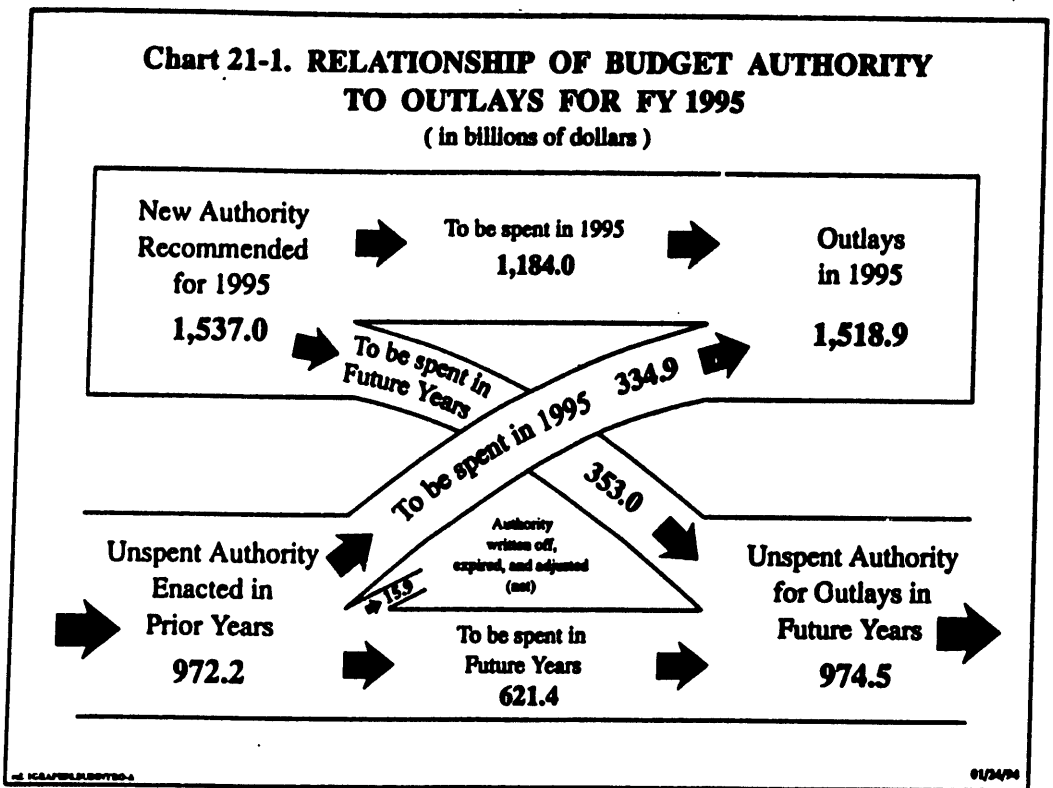 Chart 21-1. RELATIONSHIP OF BUDGET AUTHORITY
TO OUTLAYS FOR FY 1995
( in billions of dollars )
New Authority
Recommended
for 1995
1,537.0
To be spent in 1995
1,184.0
Outlays
in 1995
1,518.9
To be spent in
Future Years
To be spent in 1995 334.9
353.0
Authority
written off,
expired, and adjusted
(net)
15.9
Unspent Authority
Enacted in
Prior Years
972.2
To be spent in
Future Years
621.4
Unspent Authority
for Outlays in
Future Years
974.5
01/24/94